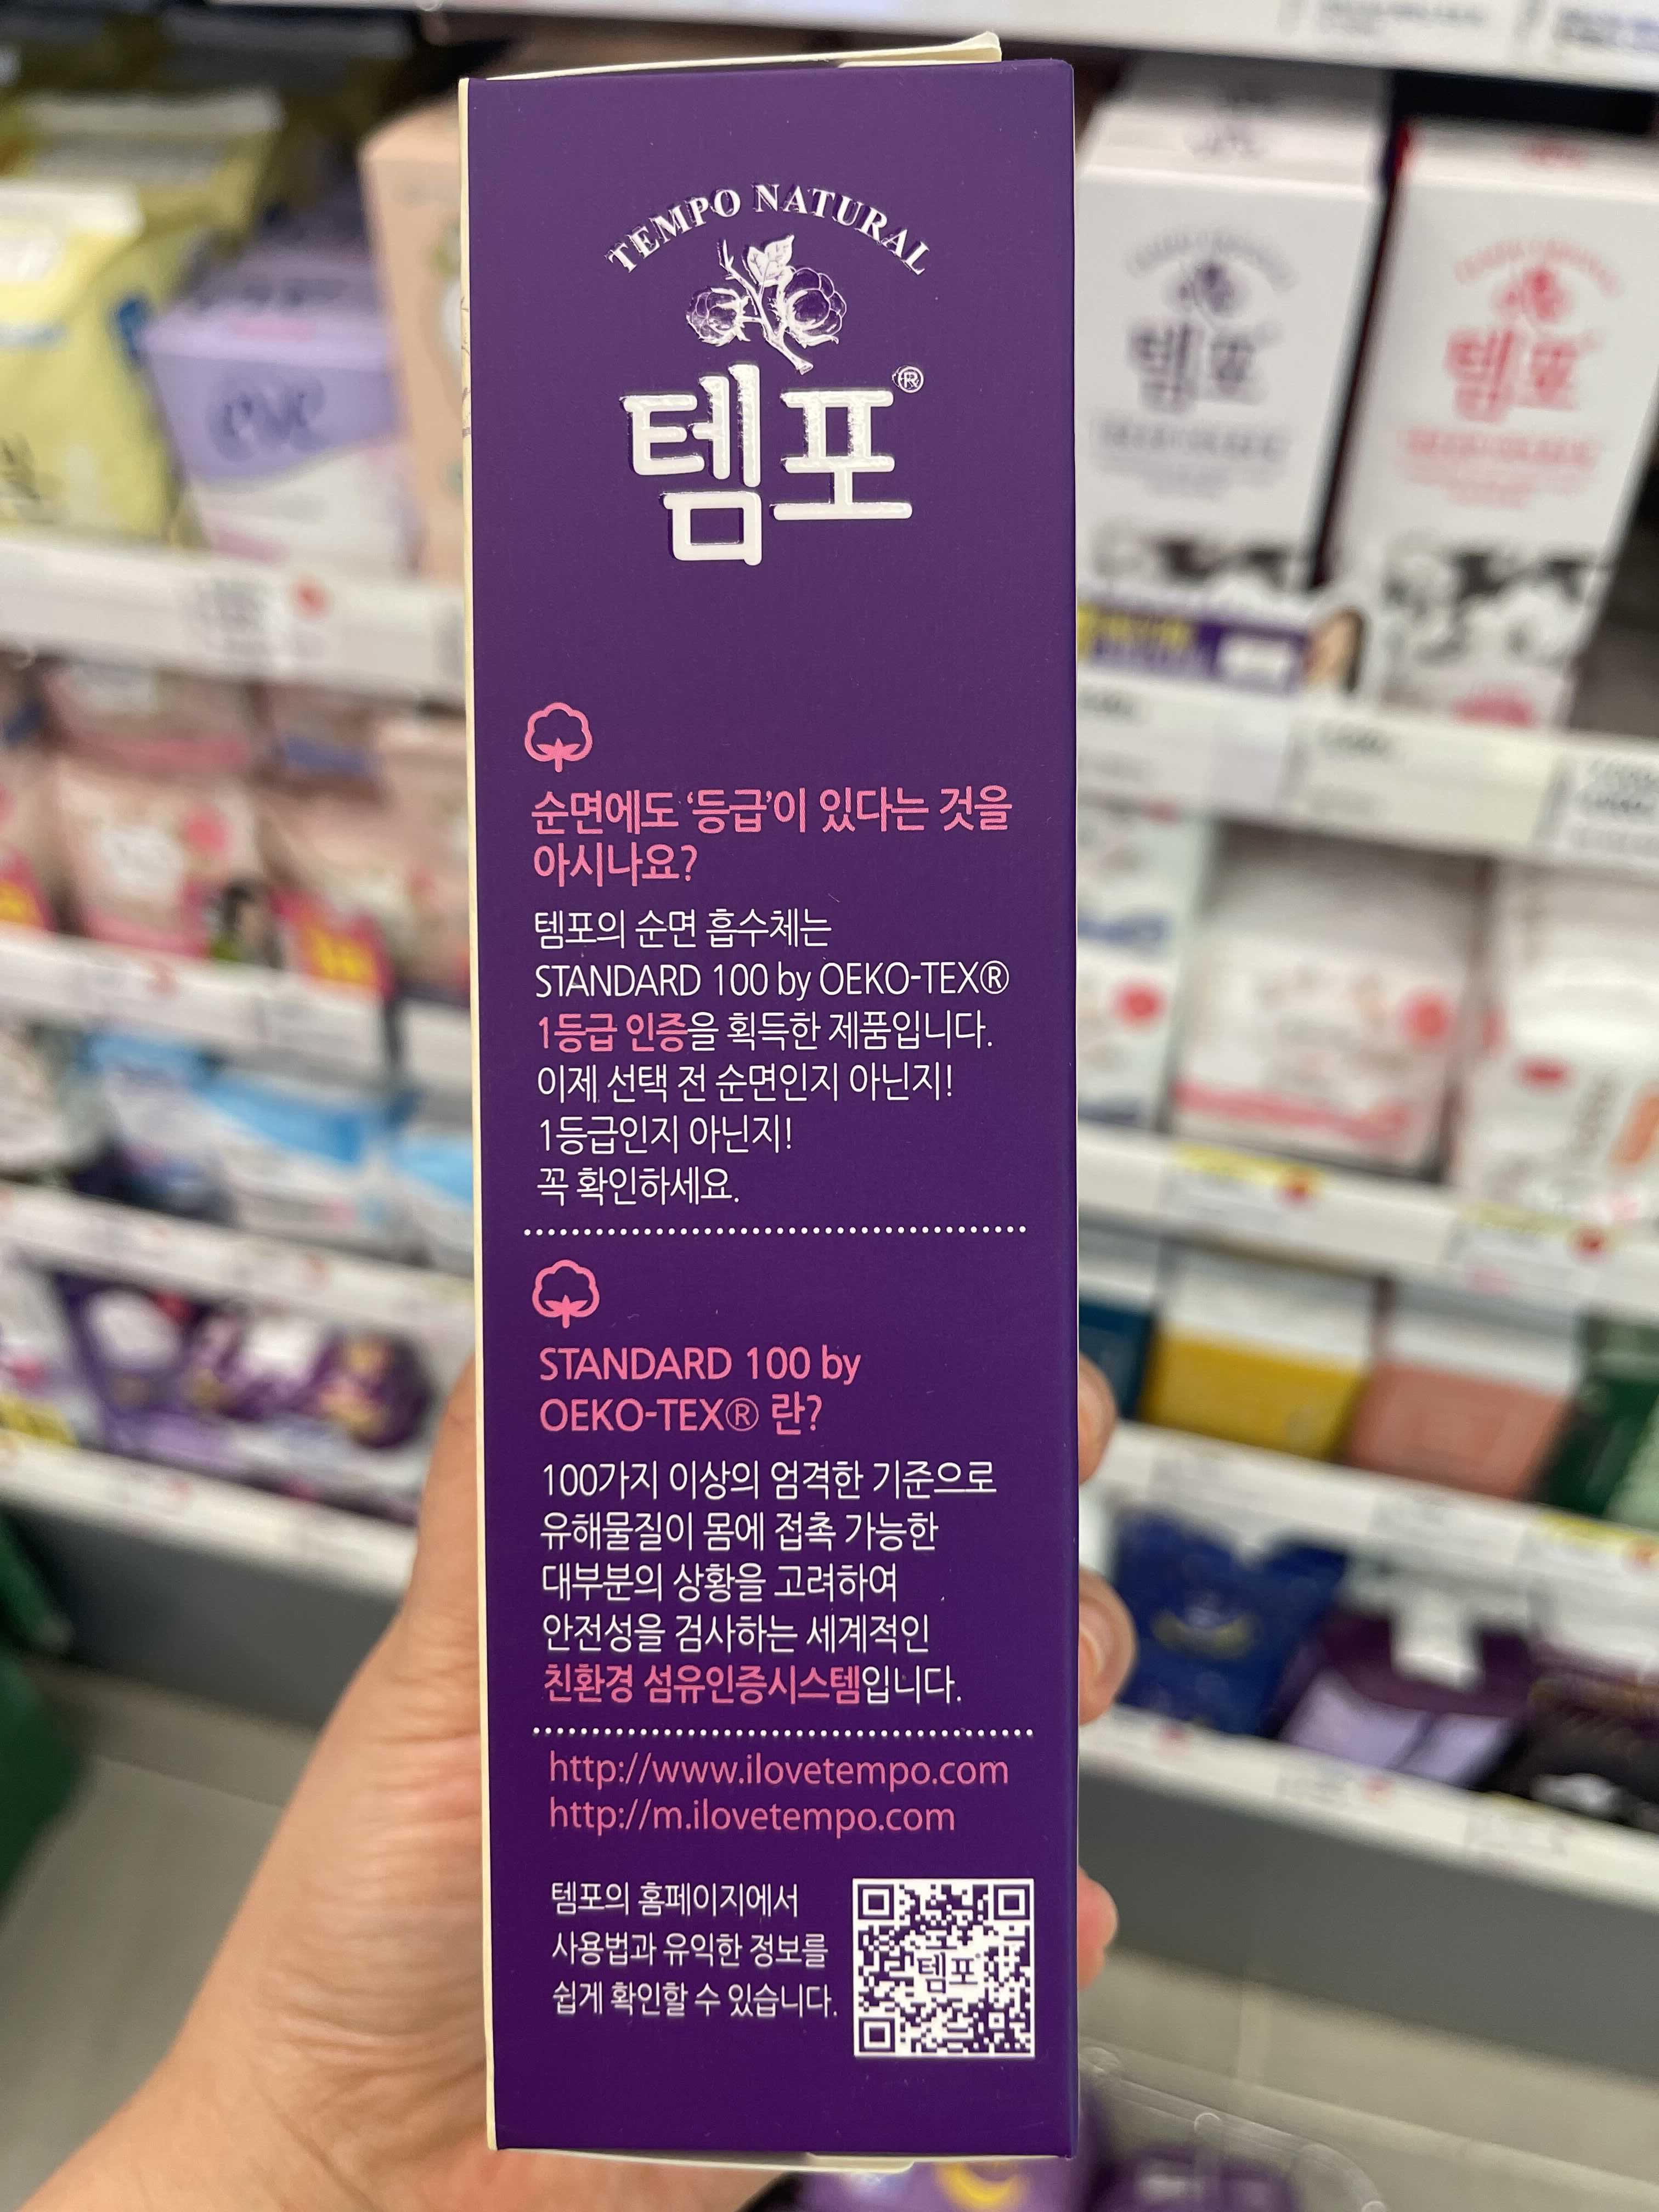 TEMPO NATURAL
템포®
순면에도 ‘등급’이 있다는 것을
아시나요?
템포의 순면 흡수체는
STANDARD 100 by OEKO-TEX®
1등급 인증을 획득한 제품입니다.
이제 선택 전 순면인지 아닌지!
1등급인지 아닌지!
꼭 확인하세요.
STANDARD 100 by
OEKO-TEX® 란?
100가지 이상의 엄격한 기준으로
유해물질이 몸에 접촉 가능한
대부분의 상황을 고려하여
안전성을 검사하는 세계적인
친환경 섬유인증시스템입니다.
http://www.ilovetempo.com
http://m.ilovetempo.com
템포의 홈페이지에서
사용법과 유익한 정보를
쉽게 확인할 수 있습니다.
템포
eve
템포
템포